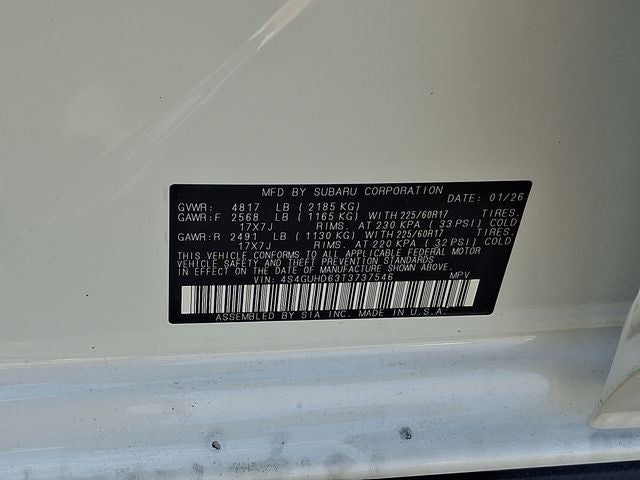 MFD BY SUBARU CORPORATION
DATE: 01/26
GVWR: 4817 LB ( 2185 KG)
GAWR: F 2568 LB ( 1165 KG) WITH 225/60R17 TIRES.
17X7J RIMS. AT 230 KPA ( 33 PSI) COLD
GAWR: R 2491 LB ( 1130 KG) WITH 225/60R17 TIRES.
17X7J RIMS. AT 220 KPA ( 32 PSI) COLD
THIS VEHICLE CONFORMS TO ALL APPLICABLE FEDERAL MOTOR
VEHICLE SAFETY AND THEFT PREVENTION STANDARDS
IN EFFECT ON THE DATE OF MANUFACTURE SHOWN ABOVE.
VIN: 4S4GUHD63T3737546 MPV
ASSEMBLED BY SIA INC. MADE IN U.S.A.